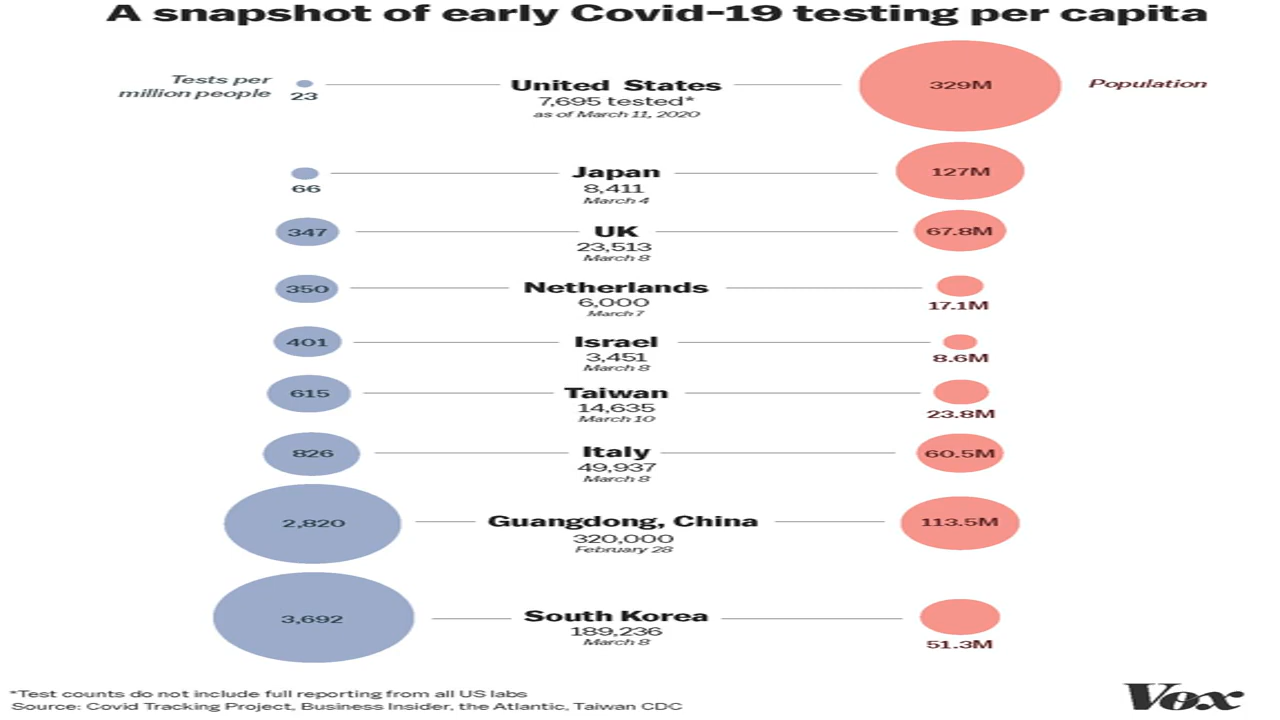 A snapshot of early Covid-19 testing per capita
Tests per
million people
23
United States
7,695 tested*
as of March 11, 2020
329M
Population
66
Japan
8,411
March 4
127M
347
UK
23,513
March 8
67.8M
350
Netherlands
6,000
March 7
17.1M
401
Israel
3,451
March 8
8.6M
615
Taiwan
14,635
March 10
23.8M
826
Italy
49,937
March 8
60.5M
2,820
Guangdong, China
320,000
February 28
113.5M
3,692
South Korea
189,236
March 8
51.3M
*Test counts do not include full reporting from all US labs
Source: Covid Tracking Project, Business Insider, the Atlantic, Taiwan CDC
Vox